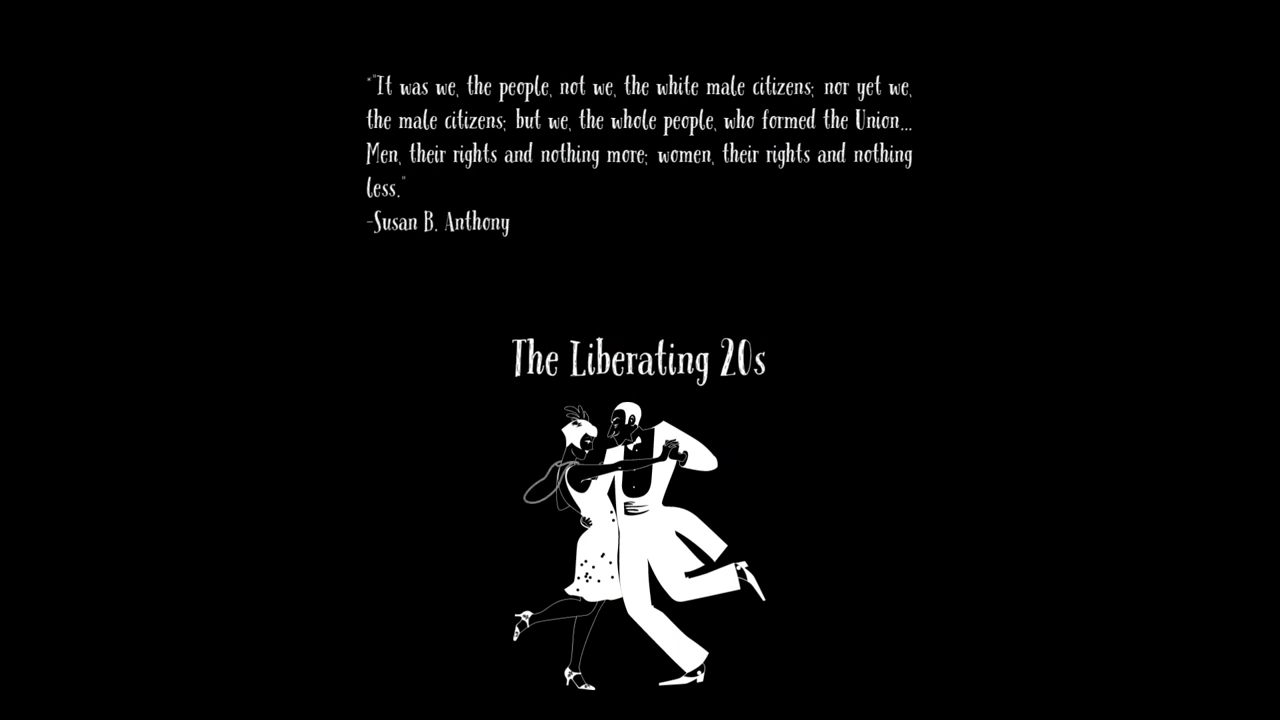 *"It was we, the people, not we, the white male citizens; nor yet we,
the male citizens; but we, the whole people, who formed the Union...
Men, their rights and nothing more; women, their rights and nothing
less."
-Susan B. Anthony
The Liberating 20s